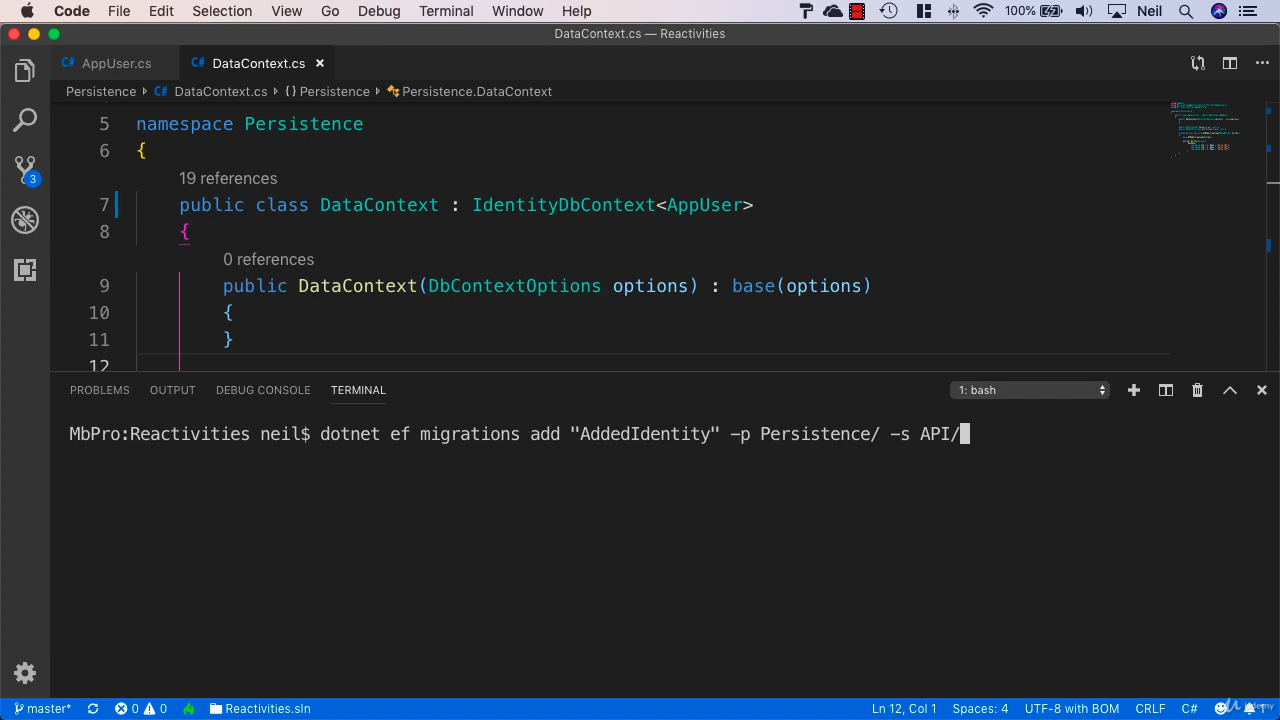 Code File Edit Selection View Go Debug Terminal Window Help 100% Neil
DataContext.cs — Reactivities
C# AppUser.cs C# DataContext.cs ×
Persistence C# DataContext.cs { } Persistence Persistence.DataContext
5 namespace Persistence
6 {
19 references
7 public class DataContext : IdentityDbContext<AppUser>
8 {
0 references
9 public DataContext(DbContextOptions options) : base(options)
10 {
11 }
12
3
PROBLEMS OUTPUT DEBUG CONSOLE TERMINAL 1: bash
MbPro:Reactivities neil$ dotnet ef migrations add "AddedIdentity" -p Persistence/ -s API/
master* 0 0 Reactivities.sln Ln 12, Col 1 Spaces: 4 UTF-8 with BOM CRLF C# 1
Udemy